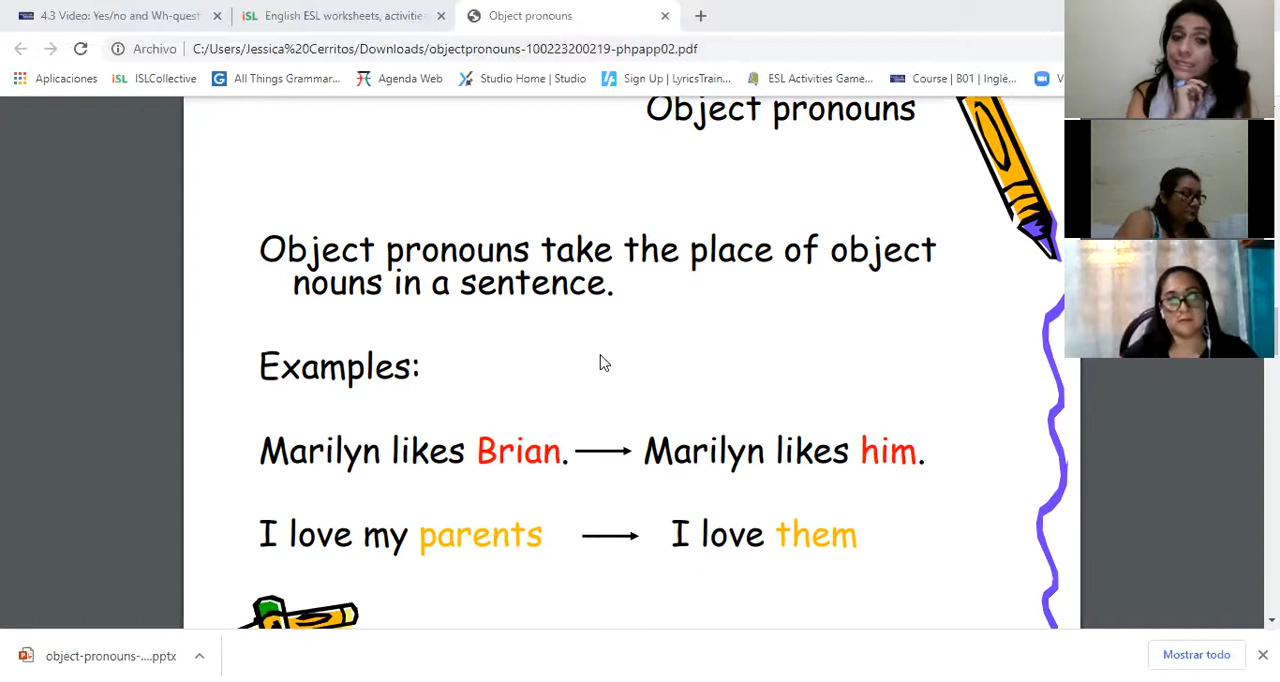 4.3 Video: Yes/no and Wh-quest
iSL English ESL worksheets, activitie
Object pronouns
Archivo C:/Users/Jessica%20Cerritos/Downloads/objectpronouns-100223200219-phpapp02.pdf
Aplicaciones
iSL ISLCollective
G All Things Grammar...
Agenda Web
Studio Home | Studio
Sign Up | LyricsTrain...
ESL Activities Game...
Course | B01 | Inglé...
V
Object pronouns
Object pronouns take the place of object
nouns in a sentence.
Examples:
Marilyn likes Brian. → Marilyn likes him.
I love my parents → I love them
object-pronouns-....pptx
Mostrar todo